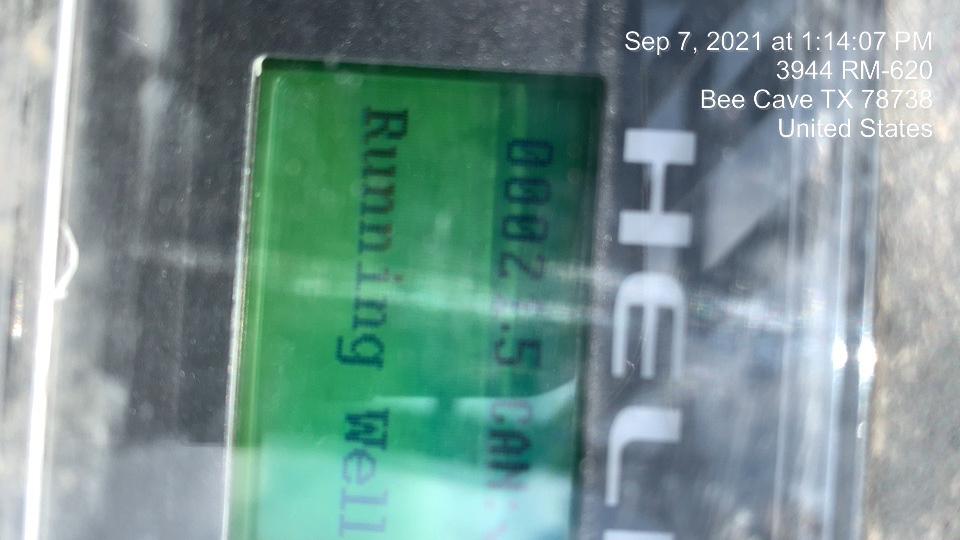 Sep 7, 2021 at 1:14:07 PM
3944 RM-620
Bee Cave TX 78738
United States
HEL
Running Well